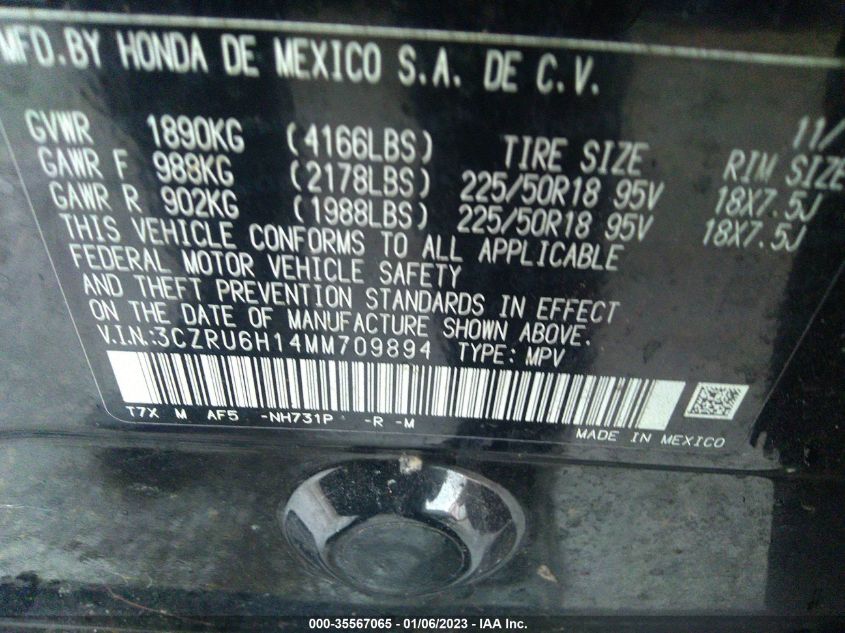 MFD.BY HONDA DE MEXICO S.A. DE C.V.
11/
GVWR 1890KG (4166LBS) TIRE SIZE RIM SIZE
GAWR F 988KG (2178LBS) 225/50R18 95V 18X7.5J
GAWR R 902KG (1988LBS) 225/50R18 95V 18X7.5J
THIS VEHICLE CONFORMS TO ALL APPLICABLE
FEDERAL MOTOR VEHICLE SAFETY
AND THEFT PREVENTION STANDARDS IN EFFECT
ON THE DATE OF MANUFACTURE SHOWN ABOVE.
V.I.N.:3CZRU6H14MM709894 TYPE: MPV
T7X M AF5 -NH731P -R -M
MADE IN MEXICO
000-35567065 - 01/06/2023 - IAA Inc.